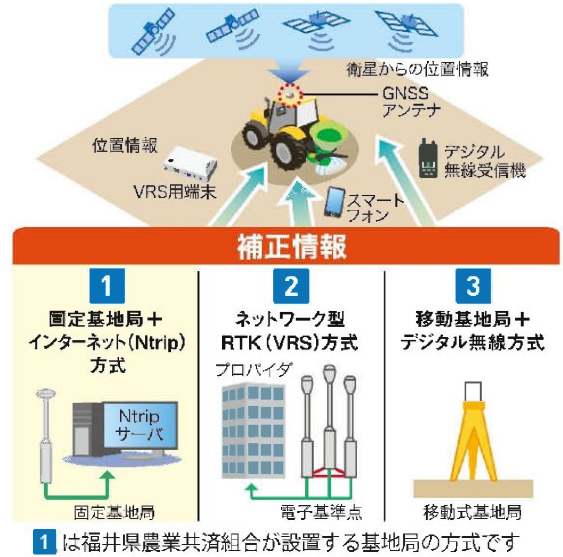 衛星からの位置情報
GNSS
アンテナ
位置情報
VRS用端末
スマート
フォン
デジタル
無線受信機
補正情報
1
固定基地局＋
インターネット(Ntrip)
方式
Ntrip
サーバ
固定基地局
2
ネットワーク型
RTK(VRS)方式
プロバイダ
電子基準点
3
移動基地局＋
デジタル無線方式
移動式基地局
1 は福井県農業共済組合が設置する基地局の方式です